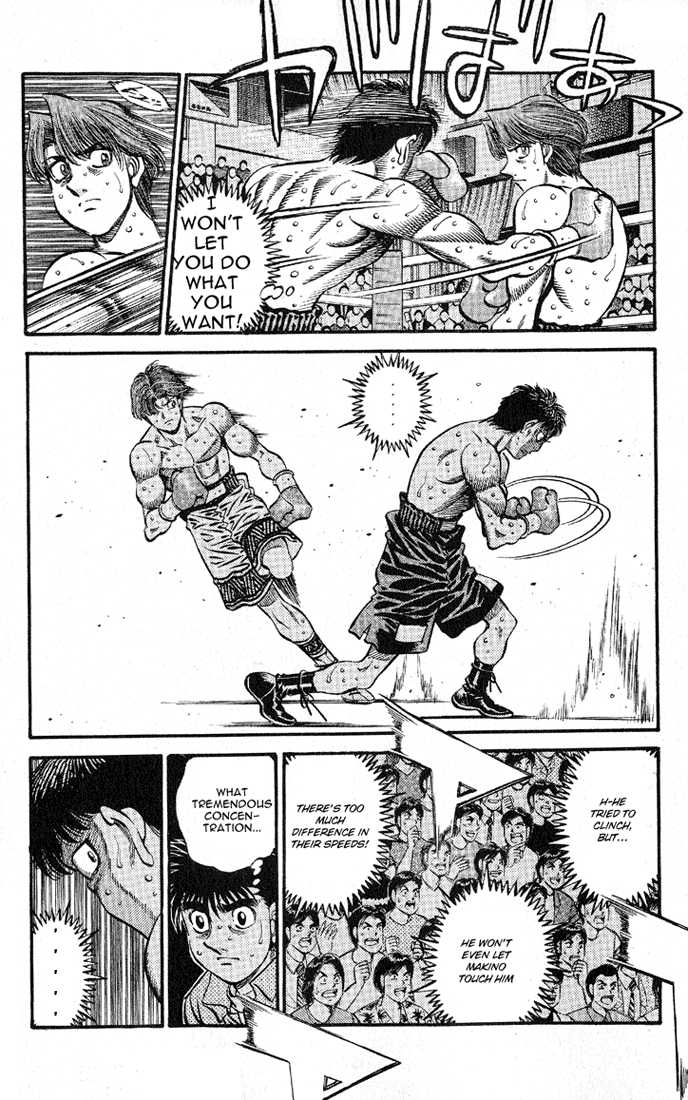 I
WON'T
LET
YOU DO
WHAT
YOU
WANT!
......
H-HE
TRIED TO
CLINCH,
BUT...
HE WON'T
EVEN LET
MAKINO
TOUCH HIM
THERE'S TOO
MUCH
DIFFERENCE IN
THEIR SPEEDS!
WHAT
TREMENDOUS
CONCEN-
TRATION...
......